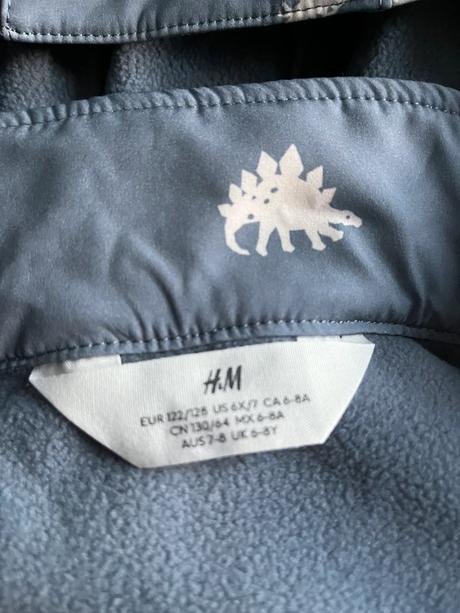 H&M
EUR 122/128 US 6X/7 CA 6-8A
CN 130/64 MX 6-8A
AUS 7-8 UK 6-8Y